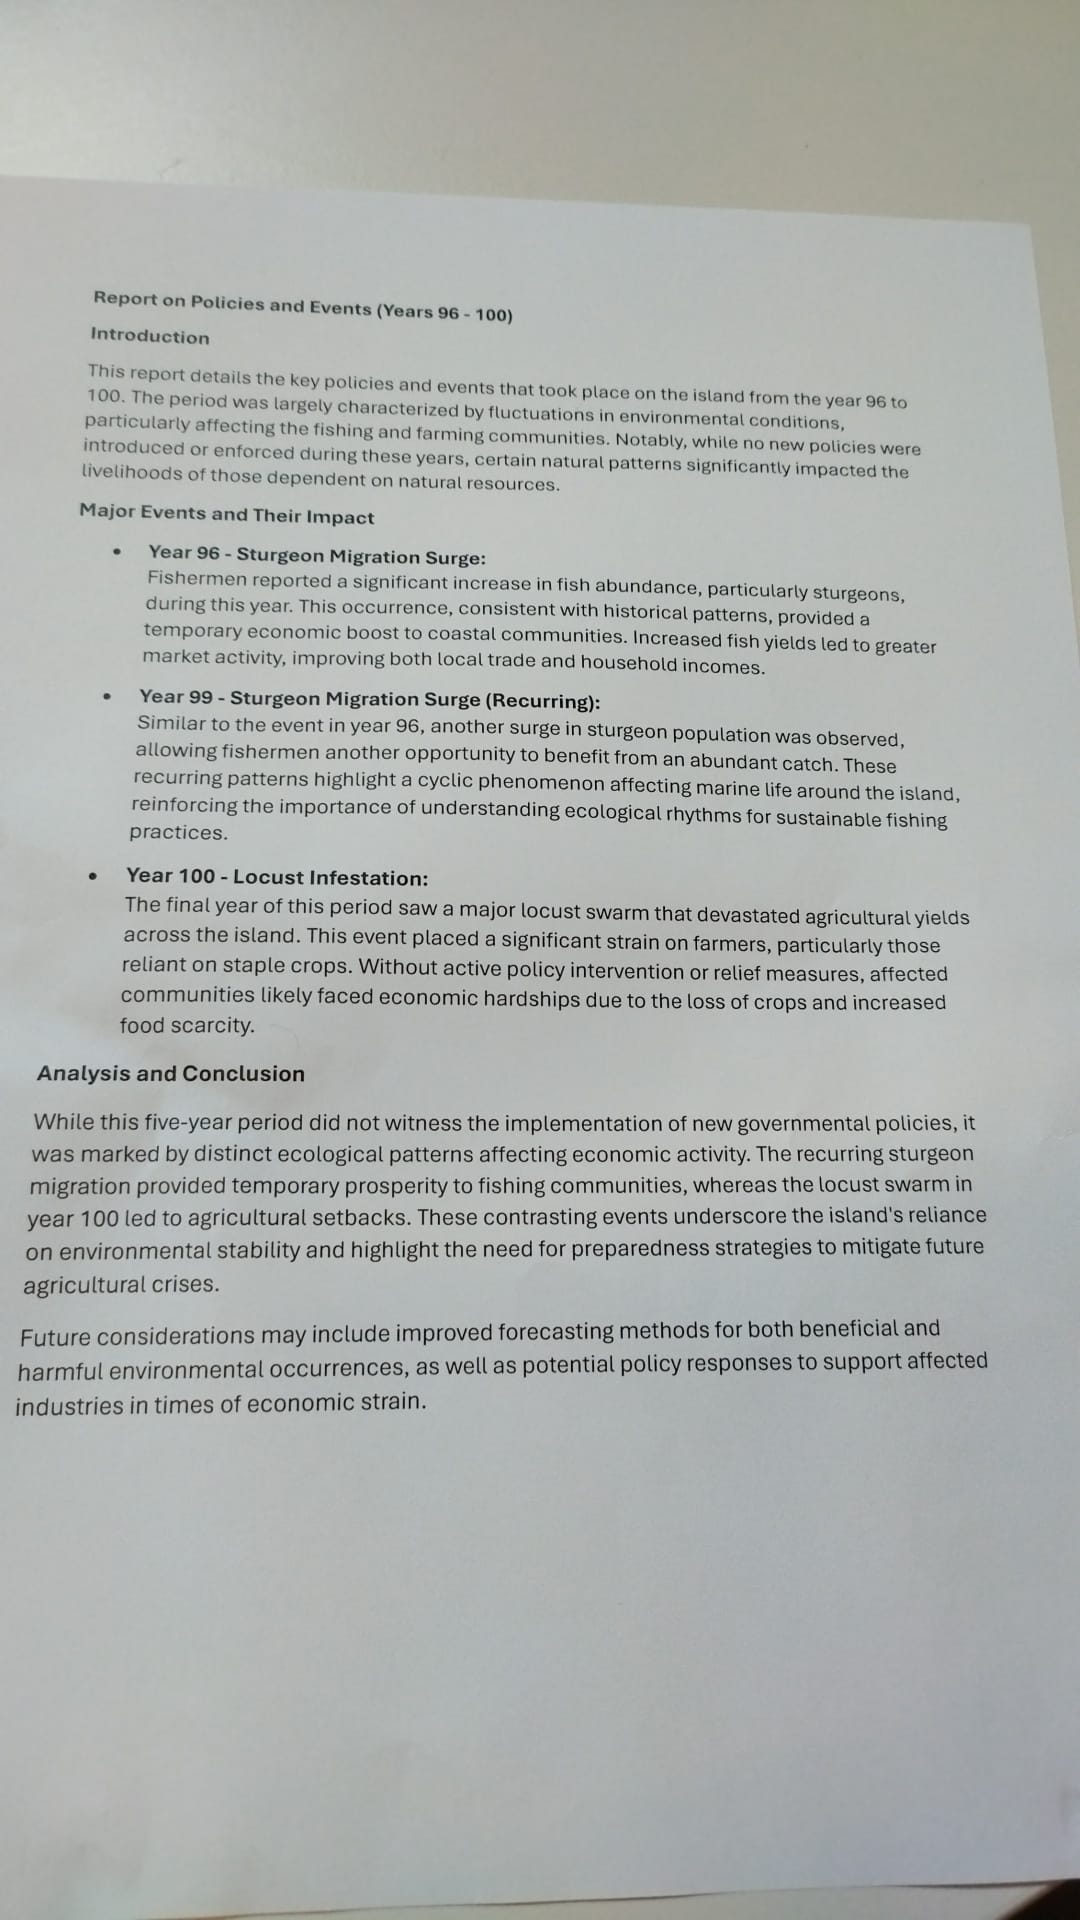 Report on Policies and Events (Years 96 - 100)
Introduction
This report details the key policies and events that took place on the island from the year 96 to
100. The period was largely characterized by fluctuations in environmental conditions,
particularly affecting the fishing and farming communities. Notably, while no new policies were
introduced or enforced during these years, certain natural patterns significantly impacted the
livelihoods of those dependent on natural resources.
Major Events and Their Impact
• Year 96 - Sturgeon Migration Surge:
Fishermen reported a significant increase in fish abundance, particularly sturgeons,
during this year. This occurrence, consistent with historical patterns, provided a
temporary economic boost to coastal communities. Increased fish yields led to greater
market activity, improving both local trade and household incomes.
• Year 99 - Sturgeon Migration Surge (Recurring):
Similar to the event in year 96, another surge in sturgeon population was observed,
allowing fishermen another opportunity to benefit from an abundant catch. These
recurring patterns highlight a cyclic phenomenon affecting marine life around the island,
reinforcing the importance of understanding ecological rhythms for sustainable fishing
practices.
• Year 100 - Locust Infestation:
The final year of this period saw a major locust swarm that devastated agricultural yields
across the island. This event placed a significant strain on farmers, particularly those
reliant on staple crops. Without active policy intervention or relief measures, affected
communities likely faced economic hardships due to the loss of crops and increased
food scarcity.
Analysis and Conclusion
While this five-year period did not witness the implementation of new governmental policies, it
was marked by distinct ecological patterns affecting economic activity. The recurring sturgeon
migration provided temporary prosperity to fishing communities, whereas the locust swarm in
year 100 led to agricultural setbacks. These contrasting events underscore the island's reliance
on environmental stability and highlight the need for preparedness strategies to mitigate future
agricultural crises.
Future considerations may include improved forecasting methods for both beneficial and
harmful environmental occurrences, as well as potential policy responses to support affected
industries in times of economic strain.